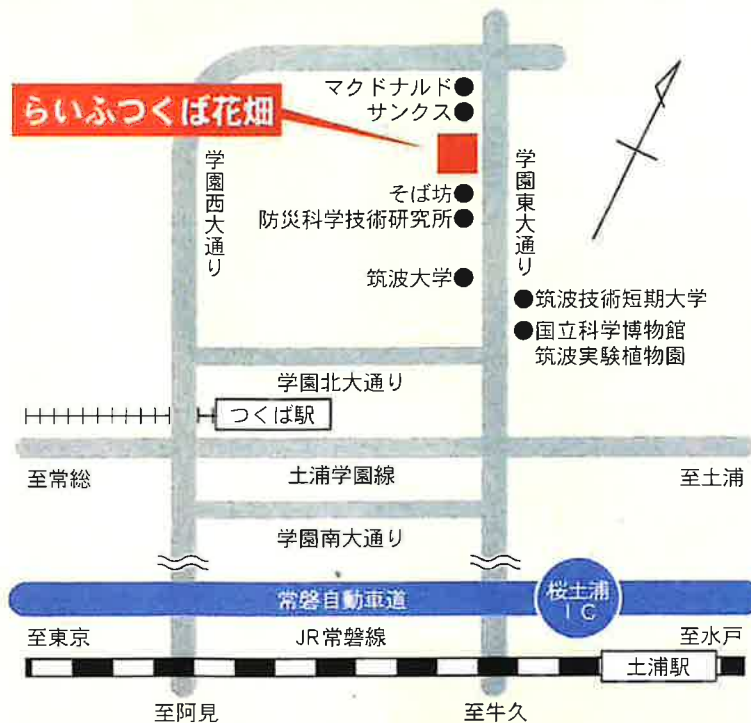 マクドナルド
サンクス
らいふつくば花畑
学園西大通り
学園東大通り
そば坊
防災科学技術研究所
筑波大学
筑波技術短期大学
国立科学博物館
筑波実験植物園
学園北大通り
つくば駅
至常総
土浦学園線
至土浦
学園南大通り
常磐自動車道
桜土浦
IC
至東京
JR常磐線
至水戸
土浦駅
至阿見
至牛久